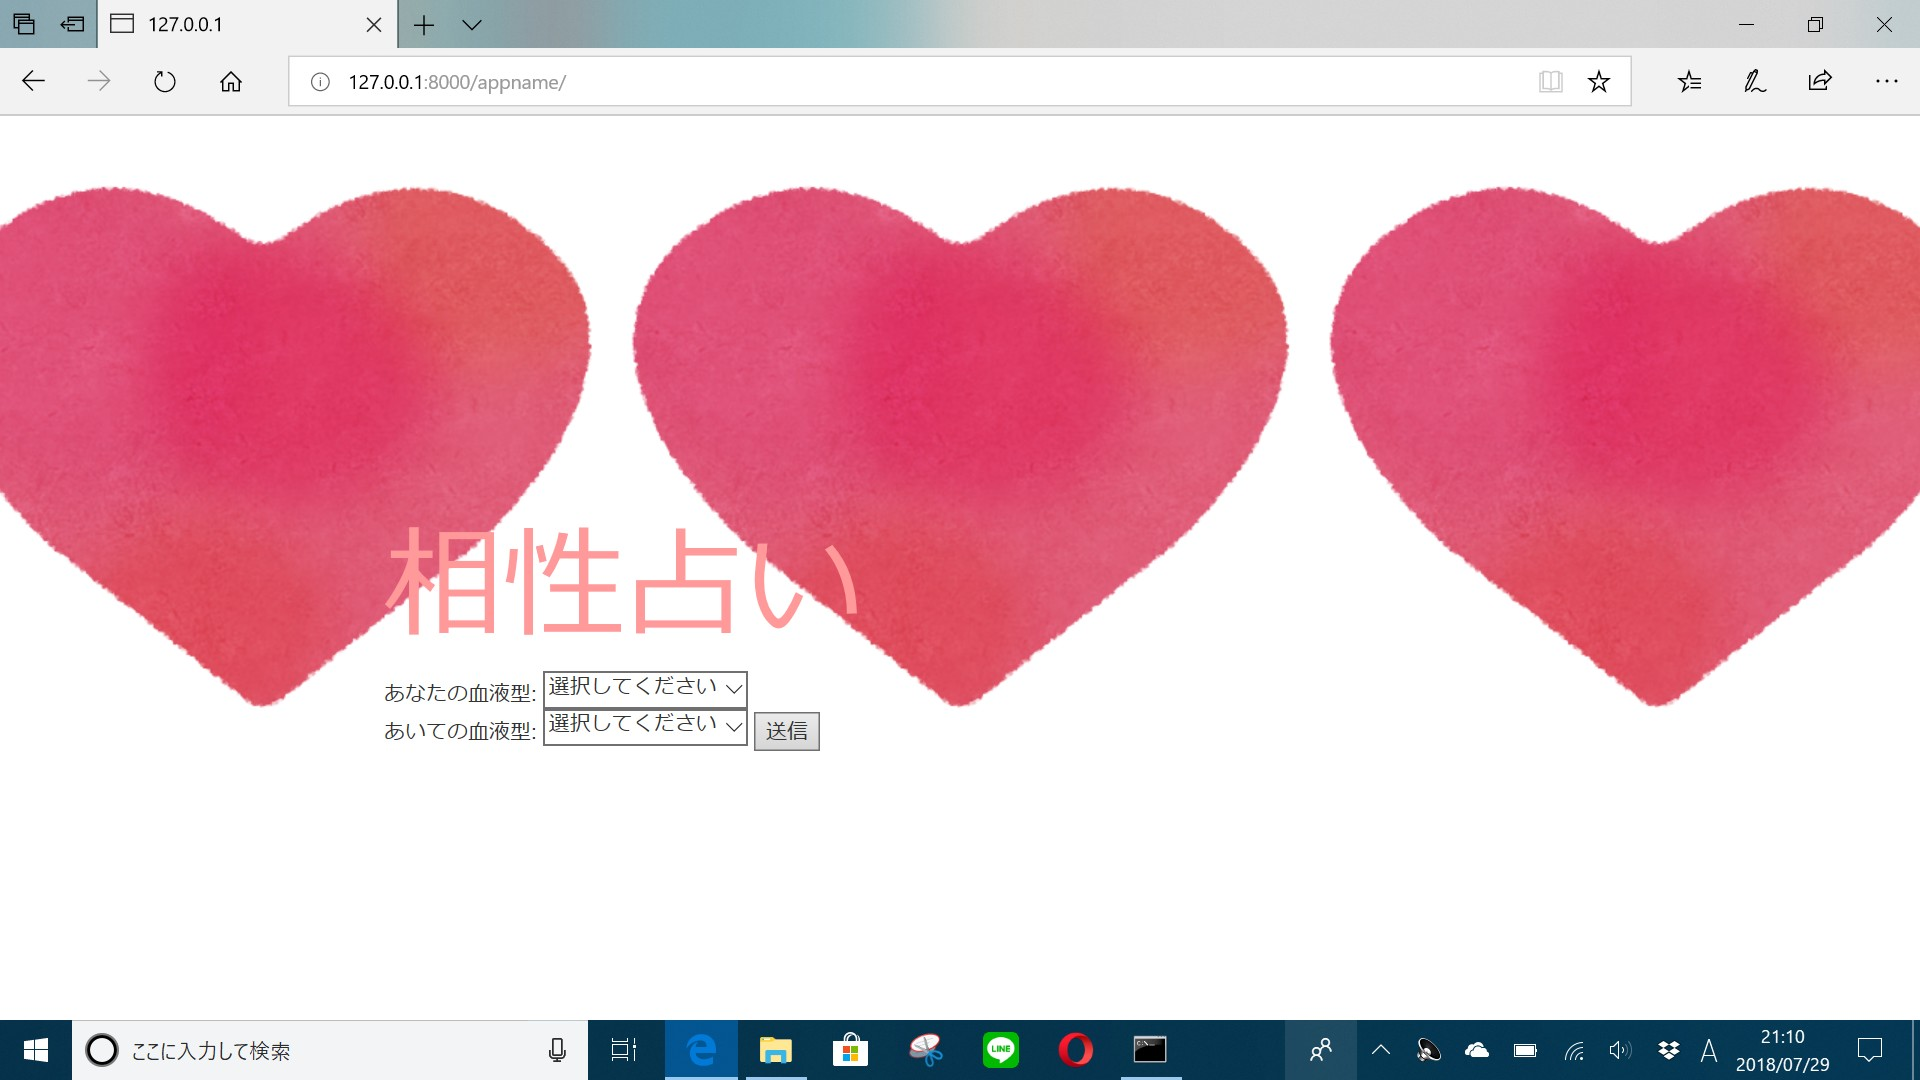 127.0.0.1
127.0.0.1:8000/appname/
相性占い
あなたの血液型: 選択してください
あいての血液型: 選択してください 送信
ここに入力して検索
LINE
A
21:10
2018/07/29